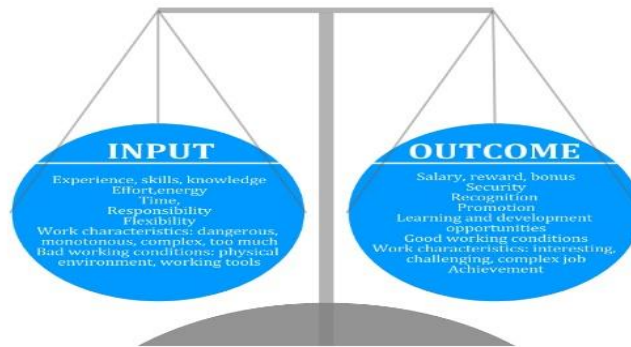 INPUT
Experience, skills, knowledge
Effort,energy
Time,
Responsibility
Flexibility
Work characteristics: dangerous,
monotonous, complex, too much
Bad working conditions: physical
environment, working tools
OUTCOME
Salary, reward, bonus
Security
Recognition
Promotion
Learning and development
opportunities
Good working conditions
Work characteristics: interesting,
challenging, complex job
Achievement